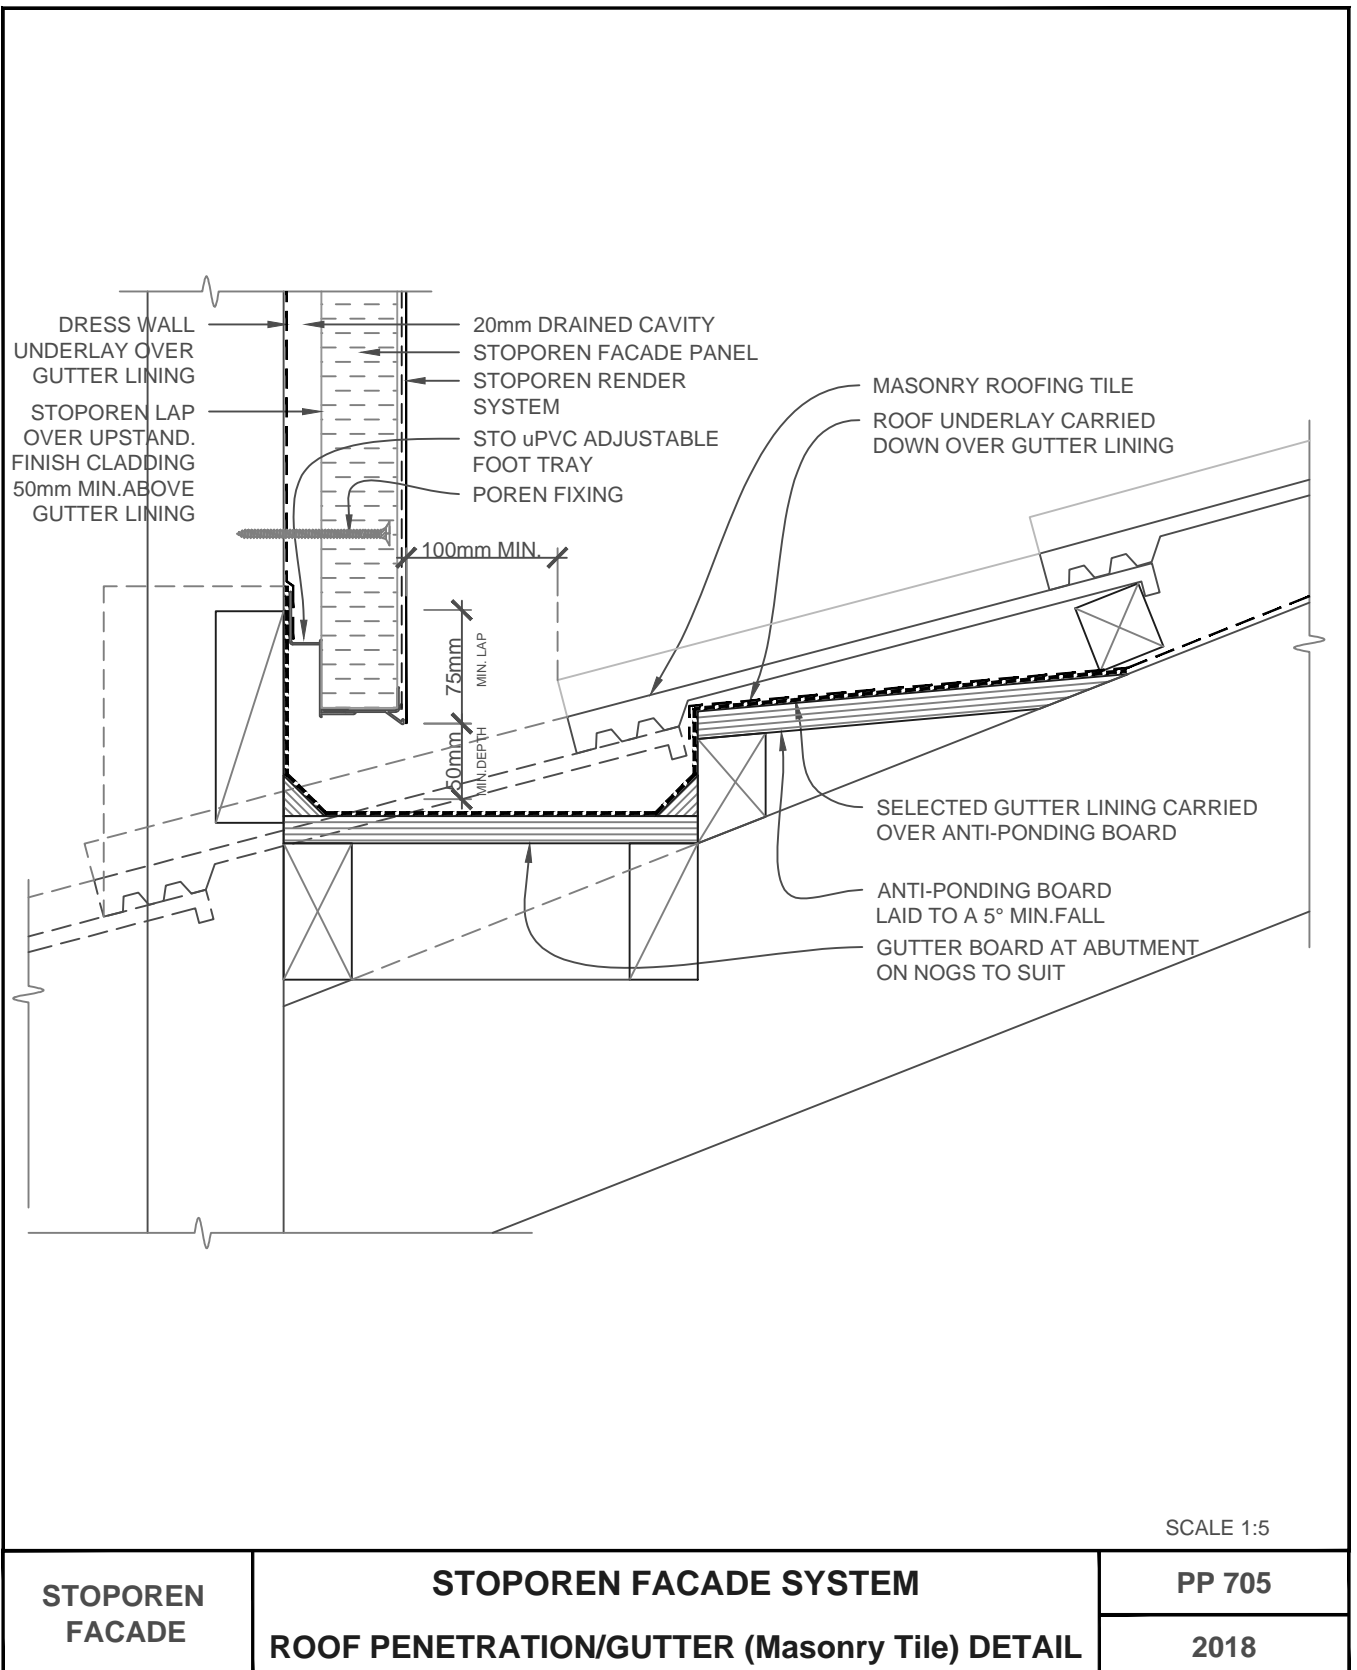 DRESS WALL
UNDERLAY OVER
GUTTER LINING
STOPOREN LAP
OVER UPSTAND.
FINISH CLADDING
50mm MIN.ABOVE
GUTTER LINING
20mm DRAINED CAVITY
STOPOREN FACADE PANEL
STOPOREN RENDER
SYSTEM
STO uPVC ADJUSTABLE
FOOT TRAY
POREN FIXING
MASONRY ROOFING TILE
ROOF UNDERLAY CARRIED
DOWN OVER GUTTER LINING
100mm MIN.
75mm
MIN. LAP
50mm
MIN.DEPTH
SELECTED GUTTER LINING CARRIED
OVER ANTI-PONDING BOARD
ANTI-PONDING BOARD
LAID TO A 5° MIN.FALL
GUTTER BOARD AT ABUTMENT
ON NOGS TO SUIT
SCALE 1:5
STOPOREN
FACADE
STOPOREN FACADE SYSTEM
ROOF PENETRATION/GUTTER (Masonry Tile) DETAIL
PP 705
2018